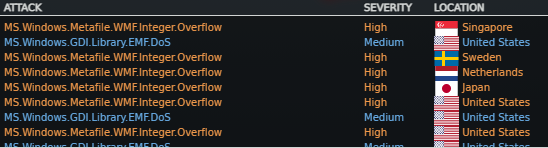 ATTACK SEVERITY LOCATION
MS.Windows.Metafile.WMF.Integer.Overflow High Singapore
MS.Windows.GDI.Library.EMF.DoS Medium United States
MS.Windows.Metafile.WMF.Integer.Overflow High Sweden
MS.Windows.Metafile.WMF.Integer.Overflow High Netherlands
MS.Windows.Metafile.WMF.Integer.Overflow High Japan
MS.Windows.Metafile.WMF.Integer.Overflow High United States
MS.Windows.GDI.Library.EMF.DoS Medium United States
MS.Windows.Metafile.WMF.Integer.Overflow High United States
MS.Windows.GDI.Library.EMF.DoS Medium United States